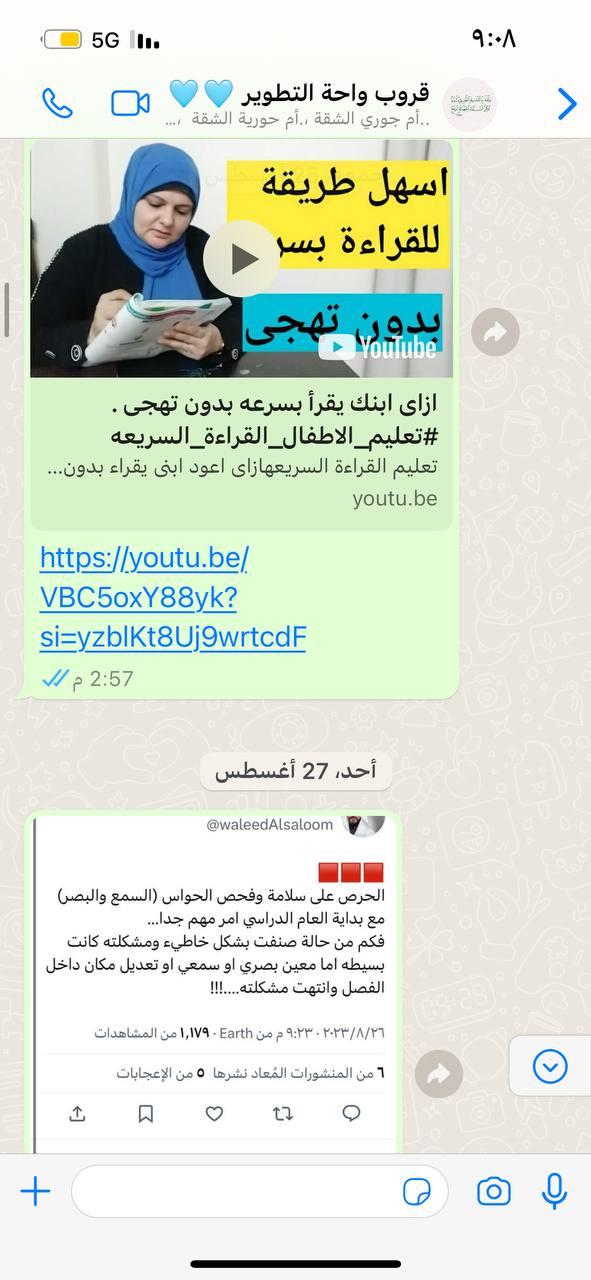 5G
٩:٠٨
قروب واحة التطوير 🩵 🩵
..أم جوري الشقة ،.أم حورية الشقة ،...
اسهل طريقة
للقراءة
بدون تهجى
YouTube
ازاى ابنك يقرأ بسرعه بدون تهجى .
#تعليم_الاطفال_القراءة_السريعه
تعليم القراءة السريعهازاى اعود ابنى يقراء بدون...
youtu.be
https://youtu.be/
VBC5oxY88yk?
si=yzblKt8Uj9wrtcdF
2:57 م
أحد، 27 أغسطس
@waleedAlsaloom
🟥🟥🟥
الحرص على سلامة وفحص الحواس (السمع والبصر)
مع بداية العام الدراسي امر مهم جدا...
فكم من حالة صنفت بشكل خاطيء ومشكلته كانت
بسيطه اما معين بصري او سمعي او تعديل مكان داخل
الفصل وانتهت مشكلته....!!!
٢٠٢٣/٨/٢٦ · ٩:٢٣ م من Earth · ١,١٧٩ من المشاهدات
٦ من المنشورات المُعاد نشرها ٥ من الإعجابات